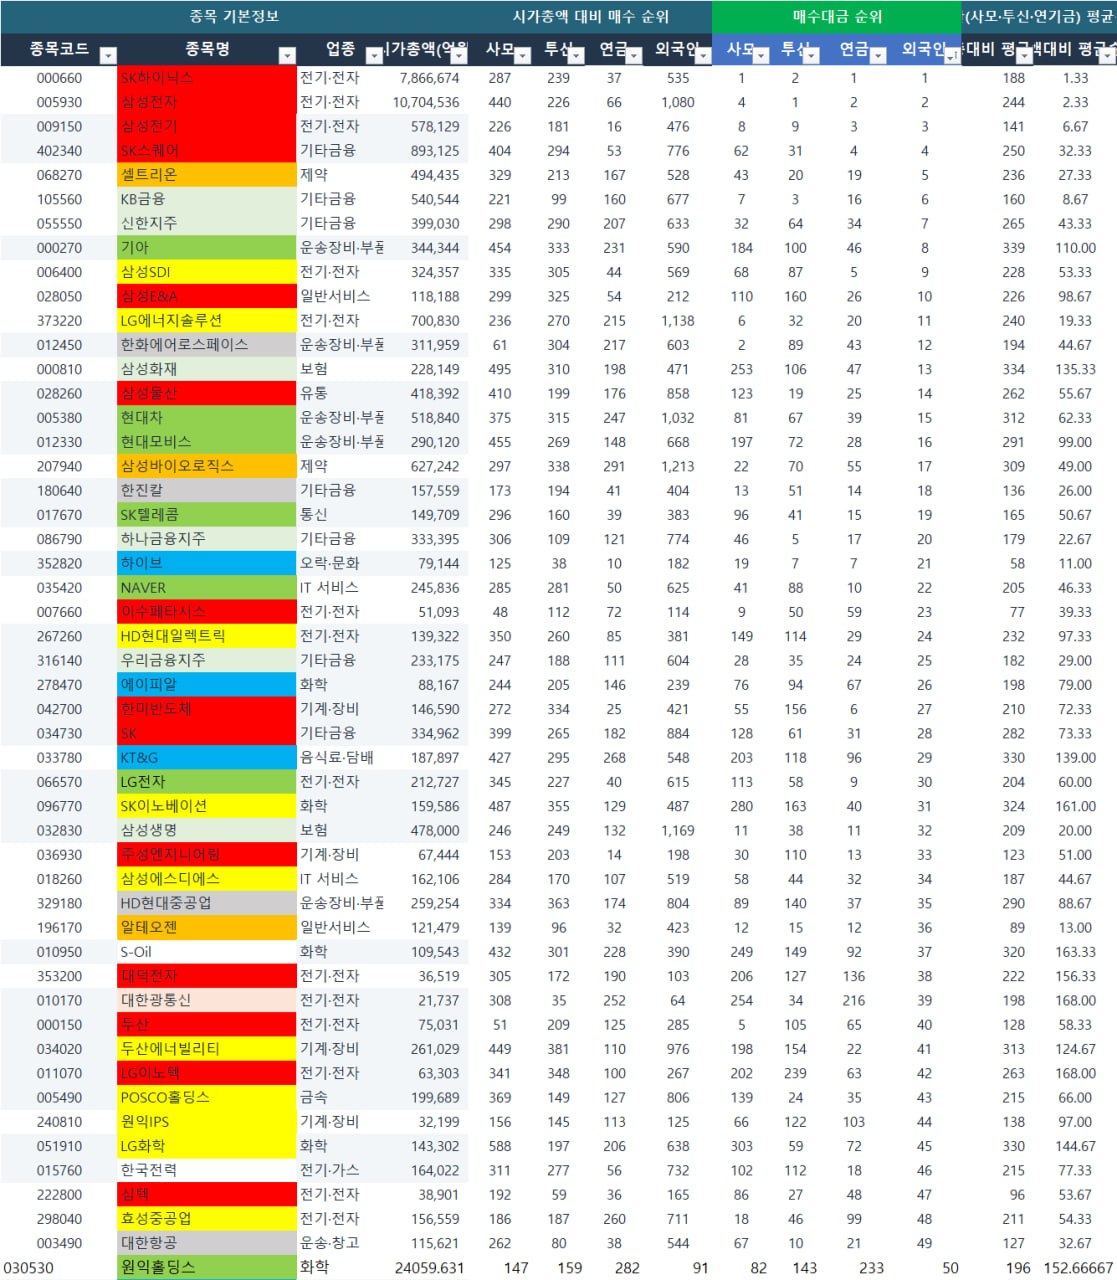 종목 기본정보 시가총액 대비 매수 순위 매수대금 순위 (사모·투신·연기금) 평균
종목코드 종목명 업종 시가총액(억원 사모 투신 연금 외국인 사모 투신 연금 외국인 대비 평균 대비 평균
000660 SK하이닉스 전기·전자 7,866,674 287 239 37 535 1 2 1 1 188 1.33
005930 삼성전자 전기·전자 10,704,536 440 226 66 1,080 4 1 2 2 244 2.33
009150 삼성전기 전기·전자 578,129 226 181 16 476 8 9 3 3 141 6.67
402340 SK스퀘어 기타금융 893,125 404 294 53 776 62 31 4 4 250 32.33
068270 셀트리온 제약 494,435 329 213 167 528 43 20 19 5 236 27.33
105560 KB금융 기타금융 540,544 221 99 160 677 7 3 16 6 160 8.67
055550 신한지주 기타금융 399,030 298 290 207 633 32 64 34 7 265 43.33
000270 기아 운송장비·부품 344,344 454 333 231 590 184 100 46 8 339 110.00
006400 삼성SDI 전기·전자 324,357 335 305 44 569 68 87 5 9 228 53.33
028050 삼성E&A 일반서비스 118,188 299 325 54 212 110 160 26 10 226 98.67
373220 LG에너지솔루션 전기·전자 700,830 236 270 215 1,138 6 32 20 11 240 19.33
012450 한화에어로스페이스 운송장비·부품 311,959 61 304 217 603 2 89 43 12 194 44.67
000810 삼성화재 보험 228,149 495 310 198 471 253 106 47 13 334 135.33
028260 삼성물산 유통 418,392 410 199 176 858 123 19 25 14 262 55.67
005380 현대차 운송장비·부품 518,840 375 315 247 1,032 81 67 39 15 312 62.33
012330 현대모비스 운송장비·부품 290,120 455 269 148 668 197 72 28 16 291 99.00
207940 삼성바이오로직스 제약 627,242 297 338 291 1,213 22 70 55 17 309 49.00
180640 한진칼 기타금융 157,559 173 194 41 404 13 51 14 18 136 26.00
017670 SK텔레콤 통신 149,709 296 160 39 383 96 41 15 19 165 50.67
086790 하나금융지주 기타금융 333,395 306 109 121 774 46 5 17 20 179 22.67
352820 하이브 오락·문화 79,144 125 38 10 182 19 7 7 21 58 11.00
035420 NAVER IT 서비스 245,836 285 281 50 625 41 88 10 22 205 46.33
007660 이수페타시스 전기·전자 51,093 48 112 72 114 9 50 59 23 77 39.33
267260 HD현대일렉트릭 전기·전자 139,322 350 260 85 381 149 114 29 24 232 97.33
316140 우리금융지주 기타금융 233,175 247 188 111 604 28 35 24 25 182 29.00
278470 에이피알 화학 88,167 244 205 146 239 76 94 67 26 198 79.00
042700 한미반도체 기계·장비 146,590 272 334 25 421 55 156 6 27 210 72.33
034730 SK 기타금융 334,962 399 265 182 884 128 61 31 28 282 73.33
033780 KT&G 음식료·담배 187,897 427 295 268 548 203 118 96 29 330 139.00
066570 LG전자 전기·전자 212,727 345 227 40 615 113 58 9 30 204 60.00
096770 SK이노베이션 화학 159,586 487 355 129 487 280 163 40 31 324 161.00
032830 삼성생명 보험 478,000 246 249 132 1,169 11 38 11 32 209 20.00
036930 주성엔지니어링 기계·장비 67,444 153 203 14 198 30 110 13 33 123 51.00
018260 삼성에스디에스 IT 서비스 162,106 284 170 107 519 58 44 32 34 187 44.67
329180 HD현대중공업 운송장비·부품 259,254 334 363 174 804 89 140 37 35 290 88.67
196170 알테오젠 일반서비스 121,479 139 96 32 423 12 15 12 36 89 13.00
010950 S-Oil 화학 109,543 432 301 228 390 249 149 92 37 320 163.33
353200 대덕전자 전기·전자 36,519 305 172 190 103 206 127 136 38 222 156.33
010170 대한광통신 전기·전자 21,737 308 35 252 64 254 34 216 39 198 168.00
000150 두산 전기·전자 75,031 51 209 125 285 5 105 65 40 128 58.33
034020 두산에너빌리티 기계·장비 261,029 449 381 110 976 198 154 22 41 313 124.67
011070 LG이노텍 전기·전자 63,303 341 348 100 267 202 239 63 42 263 168.00
005490 POSCO홀딩스 금속 199,689 369 149 127 806 139 24 35 43 215 66.00
240810 원익IPS 기계·장비 32,199 156 145 113 125 66 122 103 44 138 97.00
051910 LG화학 화학 143,302 588 197 206 638 303 59 72 45 330 144.67
015760 한국전력 전기·가스 164,022 311 277 56 732 102 112 18 46 215 77.33
222800 심텍 전기·전자 38,901 192 59 36 165 86 27 48 47 96 53.67
298040 효성중공업 전기·전자 156,559 186 187 260 711 18 46 99 48 211 54.33
003490 대한항공 운송·창고 115,621 262 80 38 544 67 10 21 49 127 32.67
030530 원익홀딩스 화학 24059.631 147 159 282 91 82 143 233 50 196 152.66667